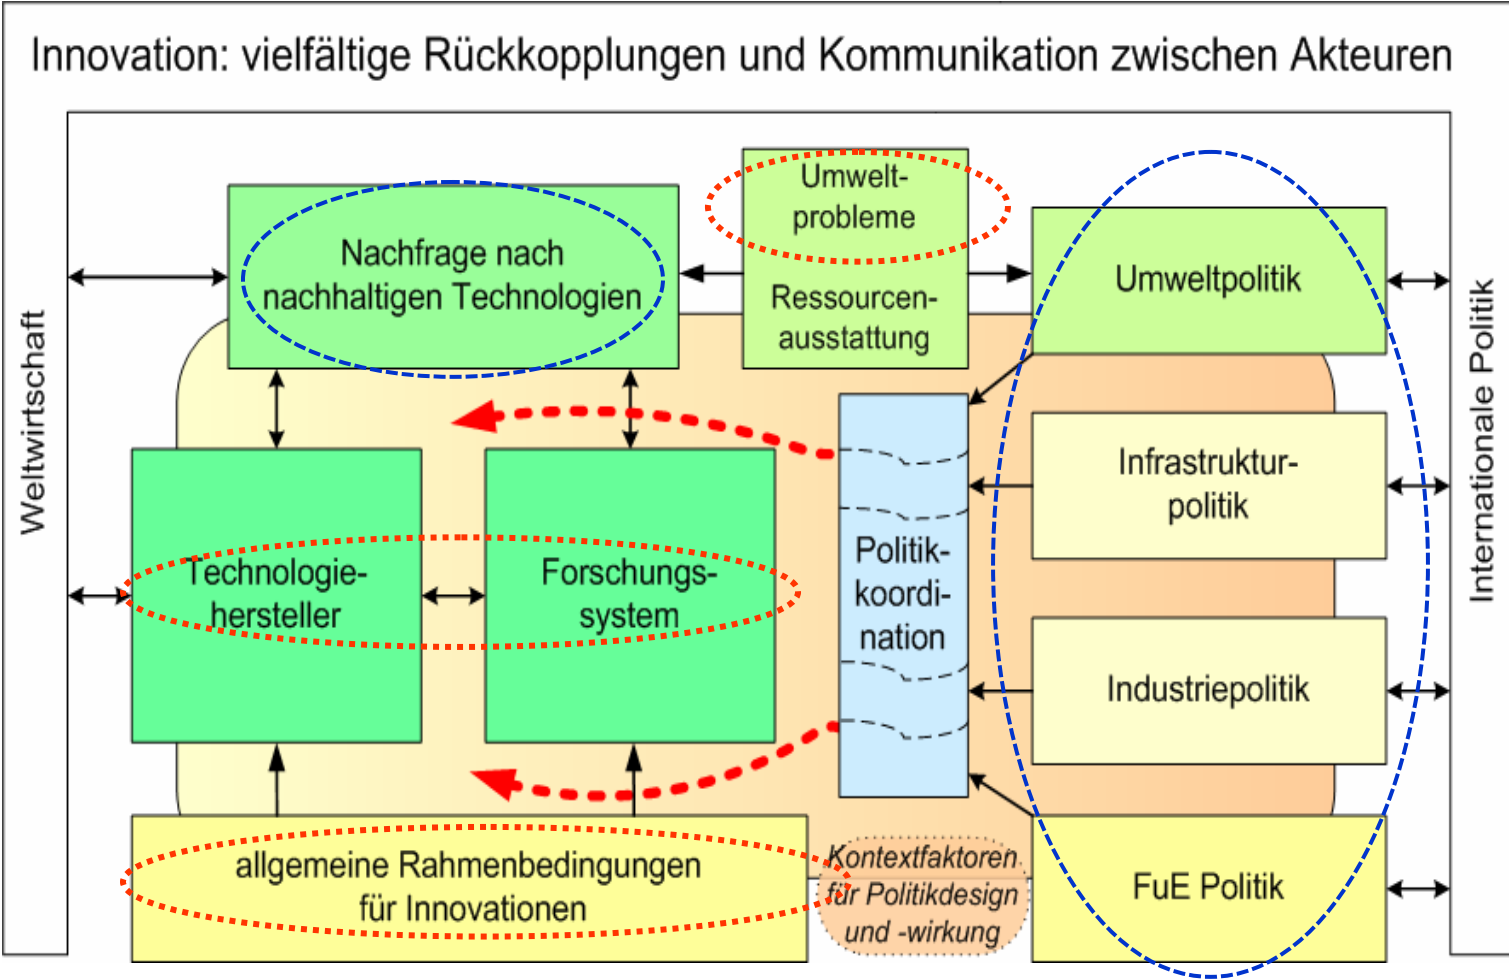 Innovation: vielfältige Rückkopplungen und Kommunikation zwischen Akteuren
Weltwirtschaft
Nachfrage nach
nachhaltigen Technologien
Umwelt-
probleme
Ressourcen-
ausstattung
Umweltpolitik
Infrastruktur-
politik
Internationale Politik
Technologie-
hersteller
Forschungs-
system
Politik-
koordi-
nation
Industriepolitik
allgemeine Rahmenbedingungen
für Innovationen
Kontextfaktoren
für Politikdesign
und -wirkung
FuE Politik